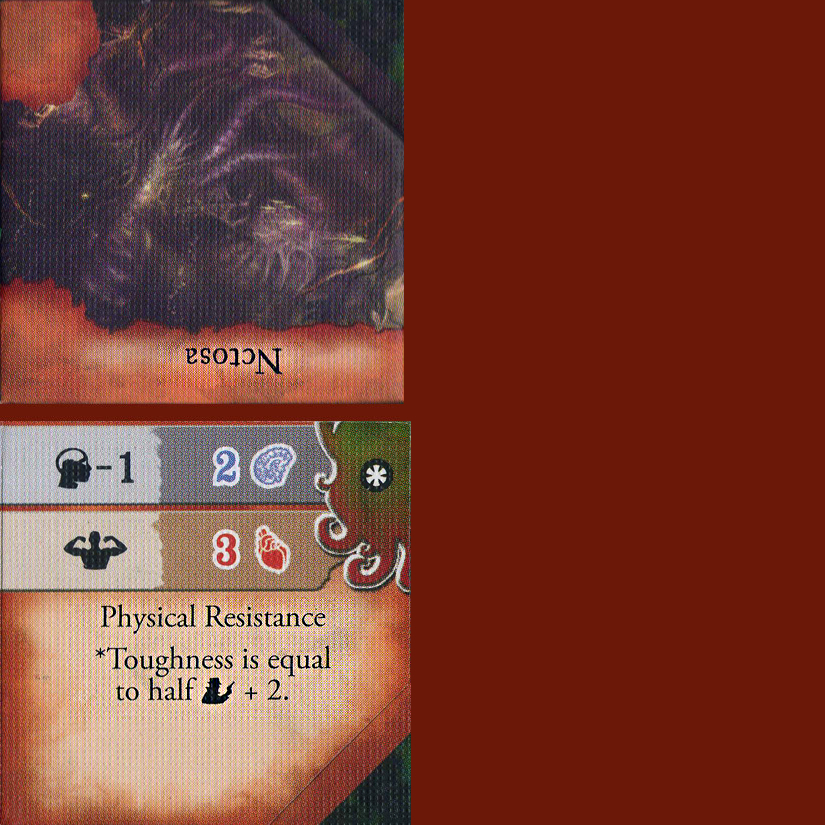 Nctosa
-1 2
*
3
Physical Resistance
*Toughness is equal
to half + 2.